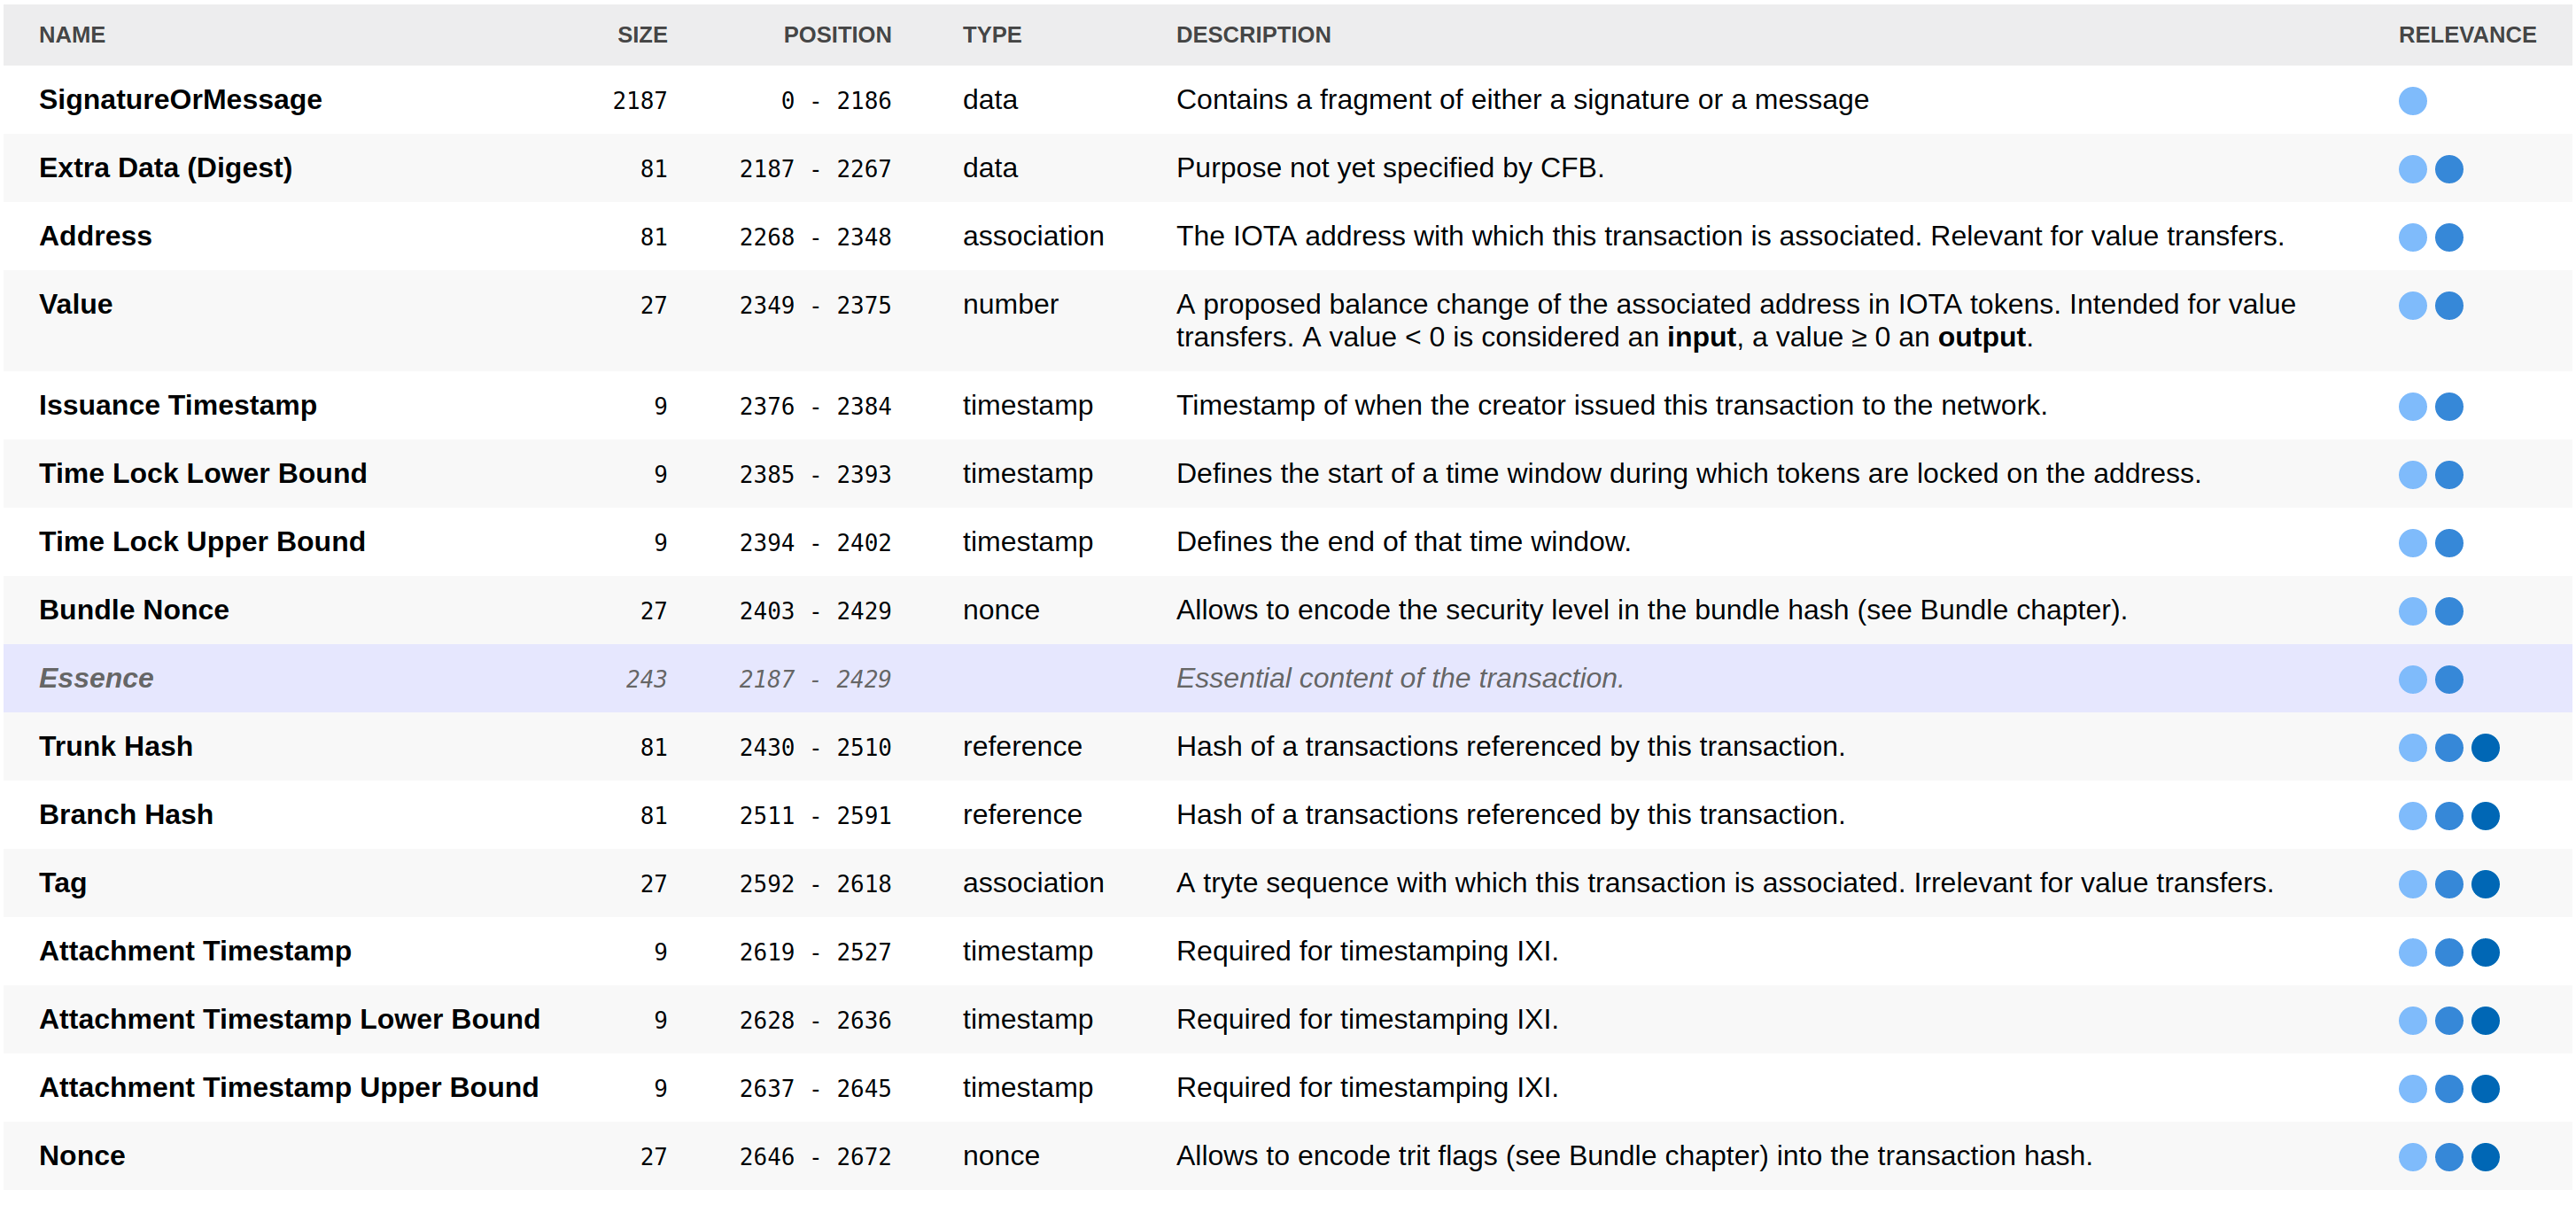 NAME SIZE POSITION TYPE DESCRIPTION RELEVANCE
SignatureOrMessage 2187 0 - 2186 data Contains a fragment of either a signature or a message
Extra Data (Digest) 81 2187 - 2267 data Purpose not yet specified by CFB.
Address 81 2268 - 2348 association The IOTA address with which this transaction is associated. Relevant for value transfers.
Value 27 2349 - 2375 number A proposed balance change of the associated address in IOTA tokens. Intended for value
transfers. A value < 0 is considered an input, a value ≥ 0 an output.
Issuance Timestamp 9 2376 - 2384 timestamp Timestamp of when the creator issued this transaction to the network.
Time Lock Lower Bound 9 2385 - 2393 timestamp Defines the start of a time window during which tokens are locked on the address.
Time Lock Upper Bound 9 2394 - 2402 timestamp Defines the end of that time window.
Bundle Nonce 27 2403 - 2429 nonce Allows to encode the security level in the bundle hash (see Bundle chapter).
Essence 243 2187 - 2429 Essential content of the transaction.
Trunk Hash 81 2430 - 2510 reference Hash of a transactions referenced by this transaction.
Branch Hash 81 2511 - 2591 reference Hash of a transactions referenced by this transaction.
Tag 27 2592 - 2618 association A tryte sequence with which this transaction is associated. Irrelevant for value transfers.
Attachment Timestamp 9 2619 - 2527 timestamp Required for timestamping IXI.
Attachment Timestamp Lower Bound 9 2628 - 2636 timestamp Required for timestamping IXI.
Attachment Timestamp Upper Bound 9 2637 - 2645 timestamp Required for timestamping IXI.
Nonce 27 2646 - 2672 nonce Allows to encode trit flags (see Bundle chapter) into the transaction hash.